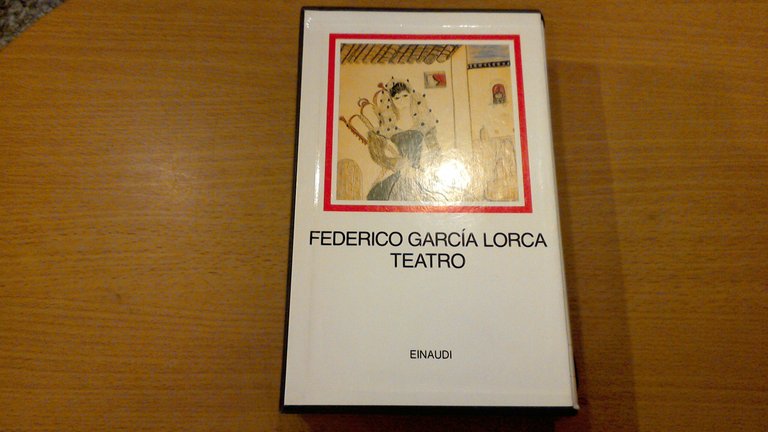 FEDERICO GARCÍA LORCA
TEATRO
EINAUDI